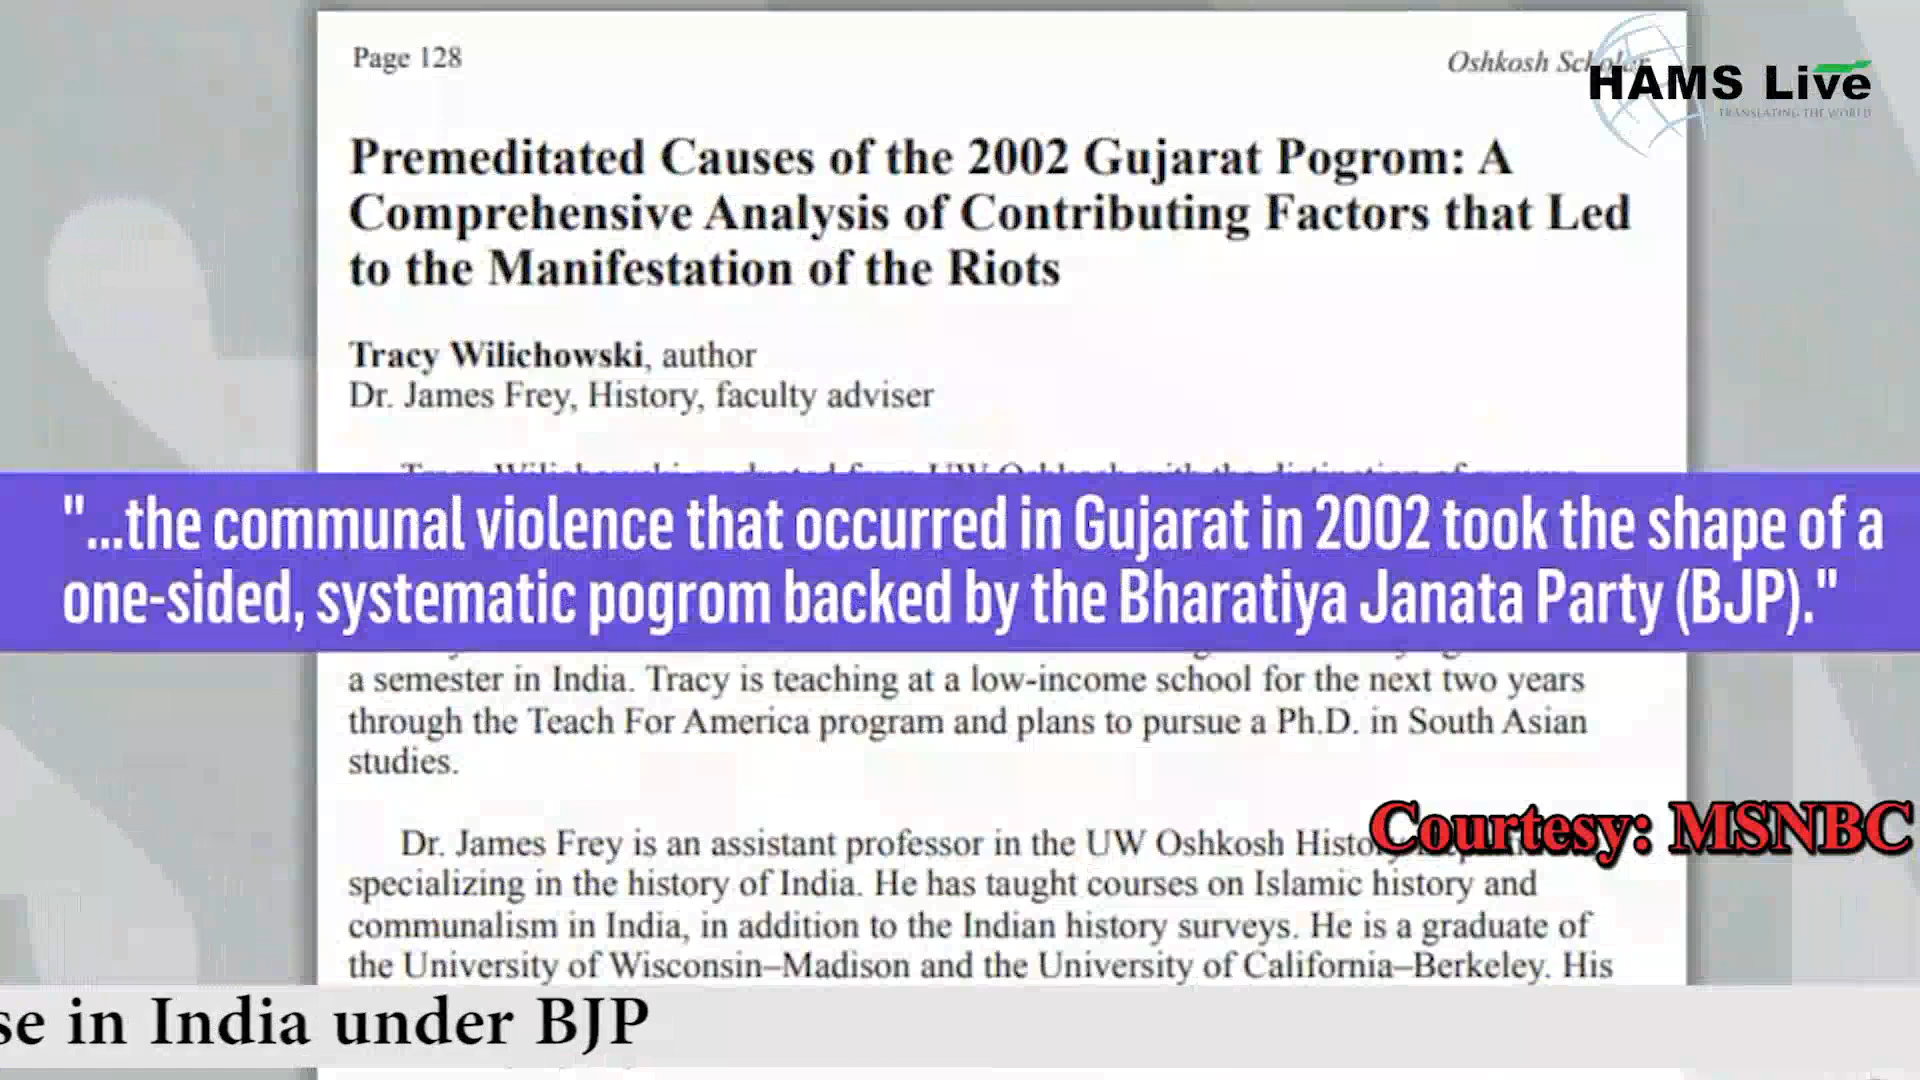 Page 128
Oshkosh Scholar
HAMS Live
TRANSLATING THE WORLD
Premeditated Causes of the 2002 Gujarat Pogrom: A
Comprehensive Analysis of Contributing Factors that Led
to the Manifestation of the Riots
Tracy Wilichowski, author
Dr. James Frey, History, faculty adviser
"...the communal violence that occurred in Gujarat in 2002 took the shape of a
one-sided, systematic pogrom backed by the Bharatiya Janata Party (BJP)."
a semester in India. Tracy is teaching at a low-income school for the next two years
through the Teach For America program and plans to pursue a Ph.D. in South Asian
studies.
Courtesy: MSNBC
Dr. James Frey is an assistant professor in the UW Oshkosh History
specializing in the history of India. He has taught courses on Islamic history and
communalism in India, in addition to the Indian history surveys. He is a graduate of
the University of Wisconsin–Madison and the University of California–Berkeley. His
se in India under BJP